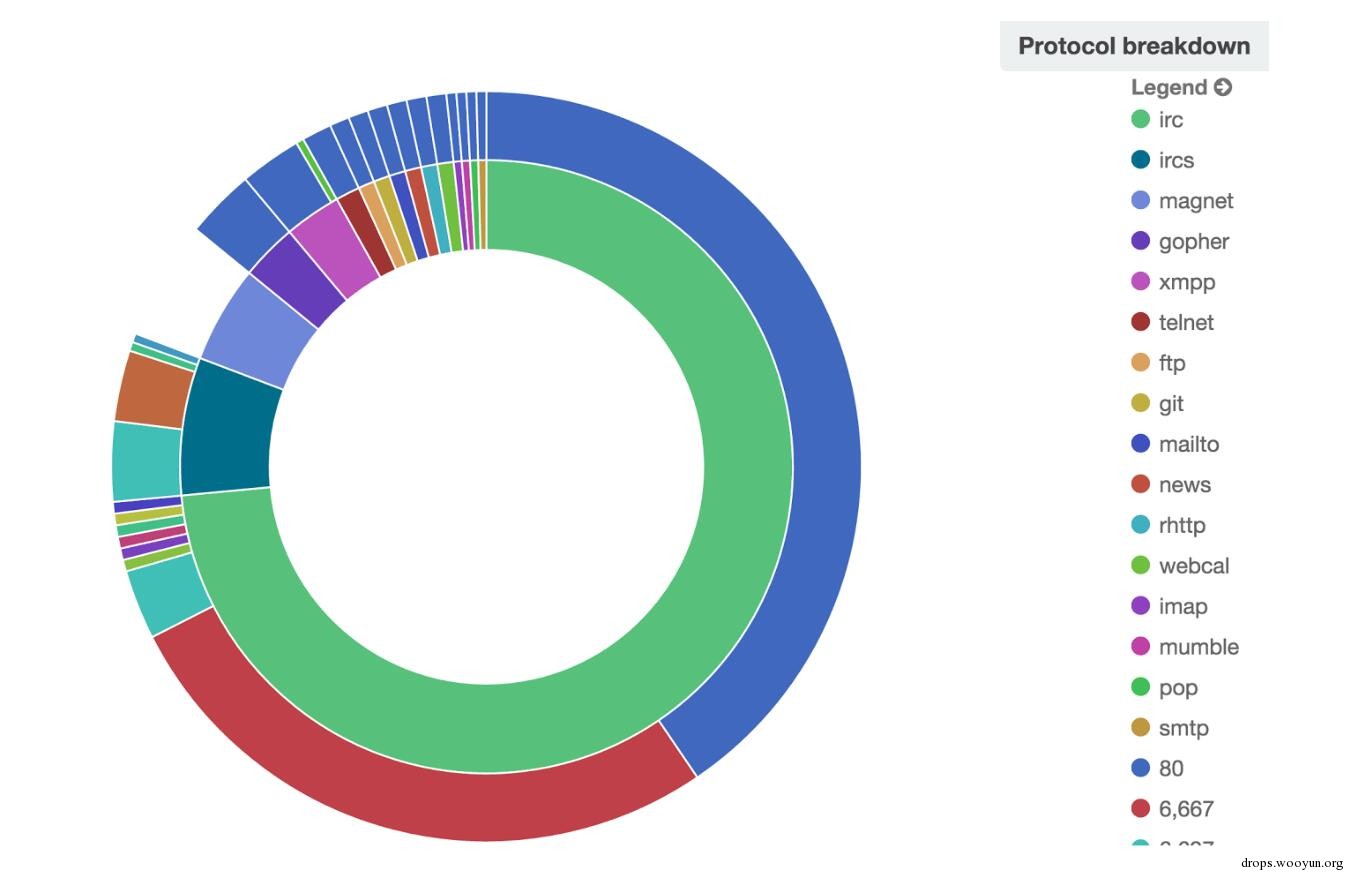 Protocol breakdown
Legend
irc
ircs
magnet
gopher
xmpp
telnet
ftp
git
mailto
news
rhttp
webcal
imap
mumble
pop
smtp
80
6,667
drops.wooyun.org